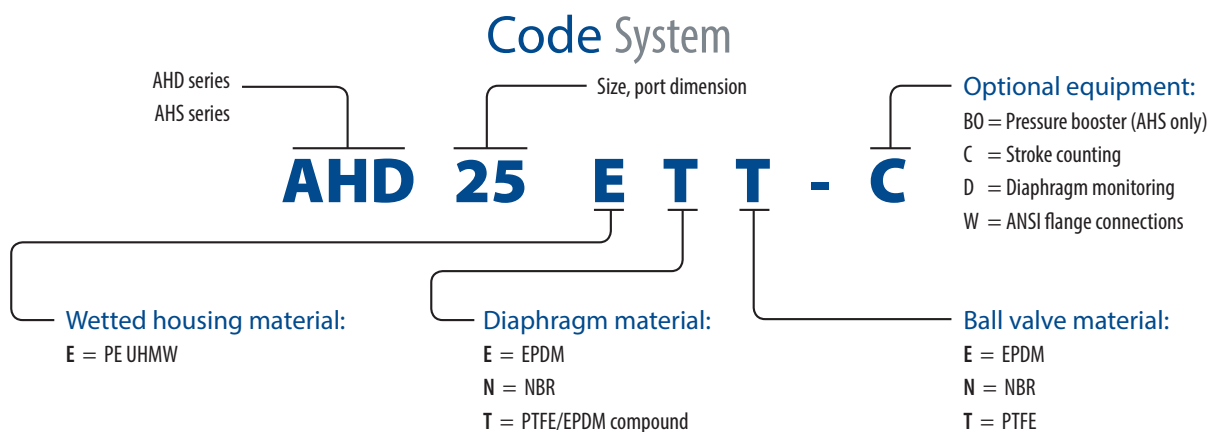 Code System
AHD series
AHS series
Size, port dimension
AHD 25 E T T - C
Optional equipment:
BO = Pressure booster (AHS only)
C = Stroke counting
D = Diaphragm monitoring
W = ANSI flange connections
Wetted housing material:
E = PE UHMW
Diaphragm material:
E = EPDM
N = NBR
T = PTFE/EPDM compound
Ball valve material:
E = EPDM
N = NBR
T = PTFE